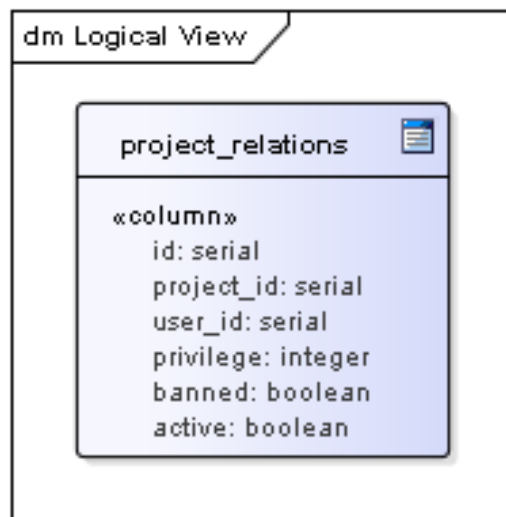 dm Logical View
project_relations
«column»
id: serial
project_id: serial
user_id: serial
privilege: integer
banned: boolean
active: boolean